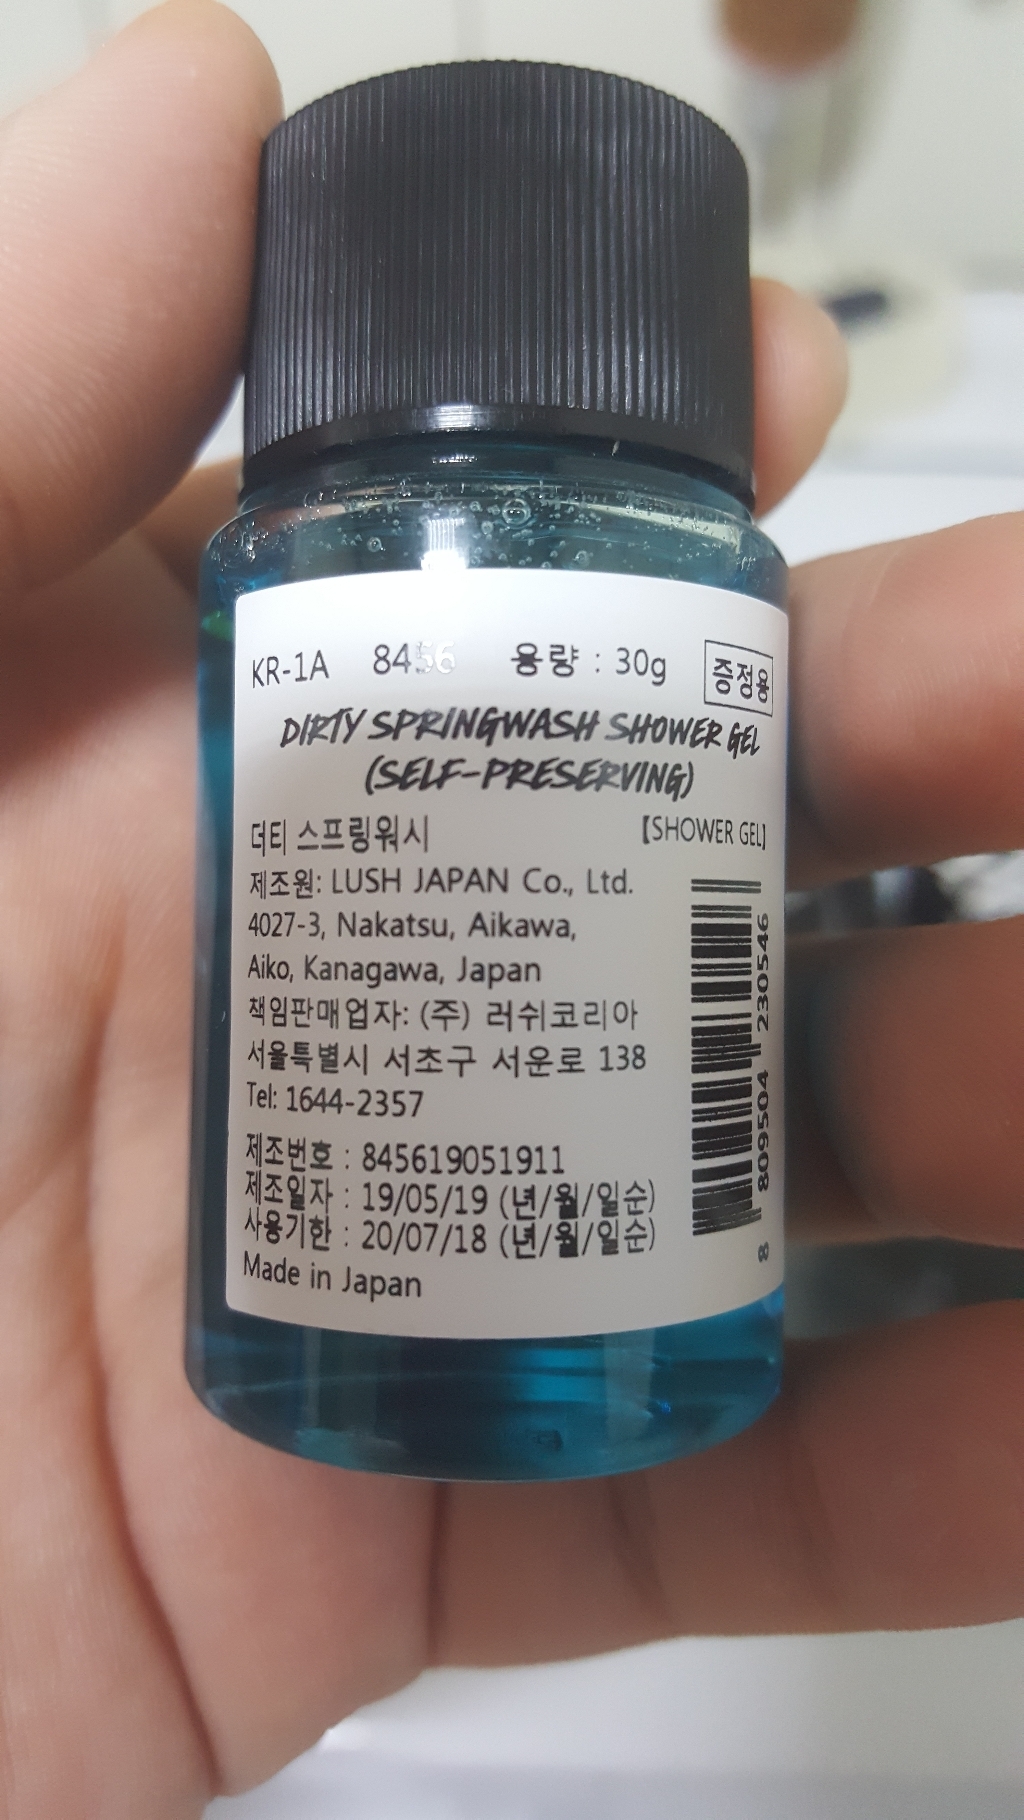 KR-1A 8456 용량 : 30g 증정용
DIRTY SPRINGWASH SHOWER GEL
(SELF-PRESERVING)
더티 스프링워시 【SHOWER GEL】
제조원: LUSH JAPAN Co., Ltd.
4027-3, Nakatsu, Aikawa,
Aiko, Kanagawa, Japan
책임판매업자: (주) 러쉬코리아
서울특별시 서초구 서운로 138
Tel: 1644-2357
제조번호 : 845619051911
제조일자 : 19/05/19 (년/월/일순)
사용기한 : 20/07/18 (년/월/일순)
Made in Japan
8 809504 230546